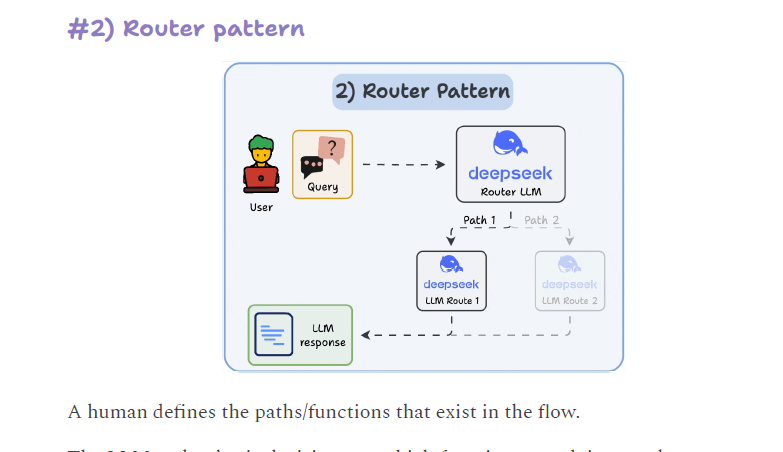 #2) Router pattern
2) Router Pattern
?
Query
User
deepseek
Router LLM
Path 1
Path 2
deepseek
LLM Route 1
deepseek
LLM Route 2
LLM
response
A human defines the paths/functions that exist in the flow.